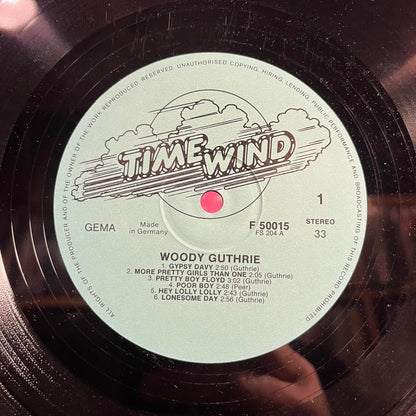 ALL RIGHTS OF THE PRODUCER AND OF THE OWNER OF THE WORK REPRODUCED RESERVED. UNAUTHORISED COPYING, HIRING, LENDING, PUBLIC PERFORMANCE AND BROADCASTING OF THIS RECORD PROHIBITED
TIME WIND
GEMA
Made
in Germany
F 50015
FS 204 A
1
STEREO
33
WOODY GUTHRIE
1. GYPSY DAVY 2:50 (Guthrie)
2. MORE PRETTY GIRLS THAN ONE 2:05 (Guthrie)
3. PRETTY BOY FLOYD 3:02 (Guthrie)
4. POOR BOY 2:48 (Peer)
5. HEY LOLLY LOLLY 2:43 (Guthrie)
6. LONESOME DAY 2:56 (Guthrie)